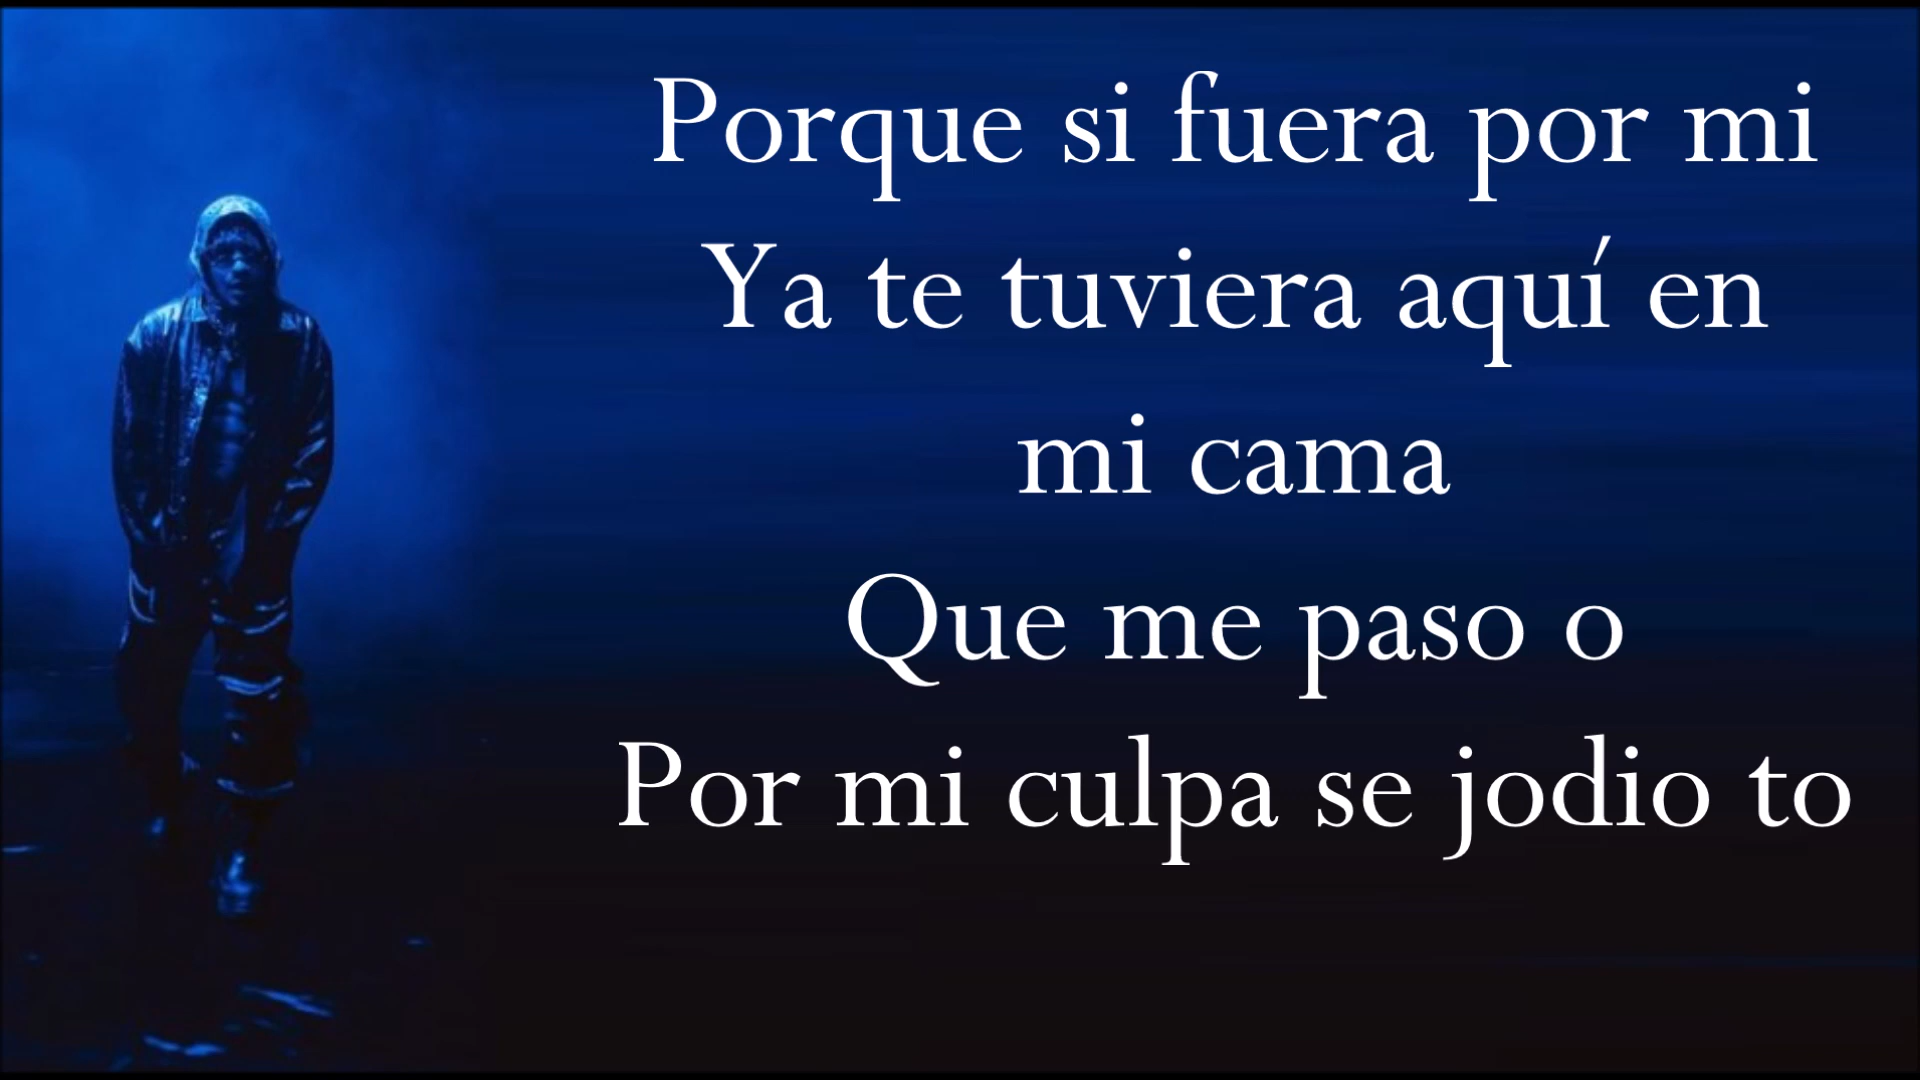 Porque si fuera por mi
Ya te tuviera aquí en
mi cama
Que me paso o
Por mi culpa se jodio to